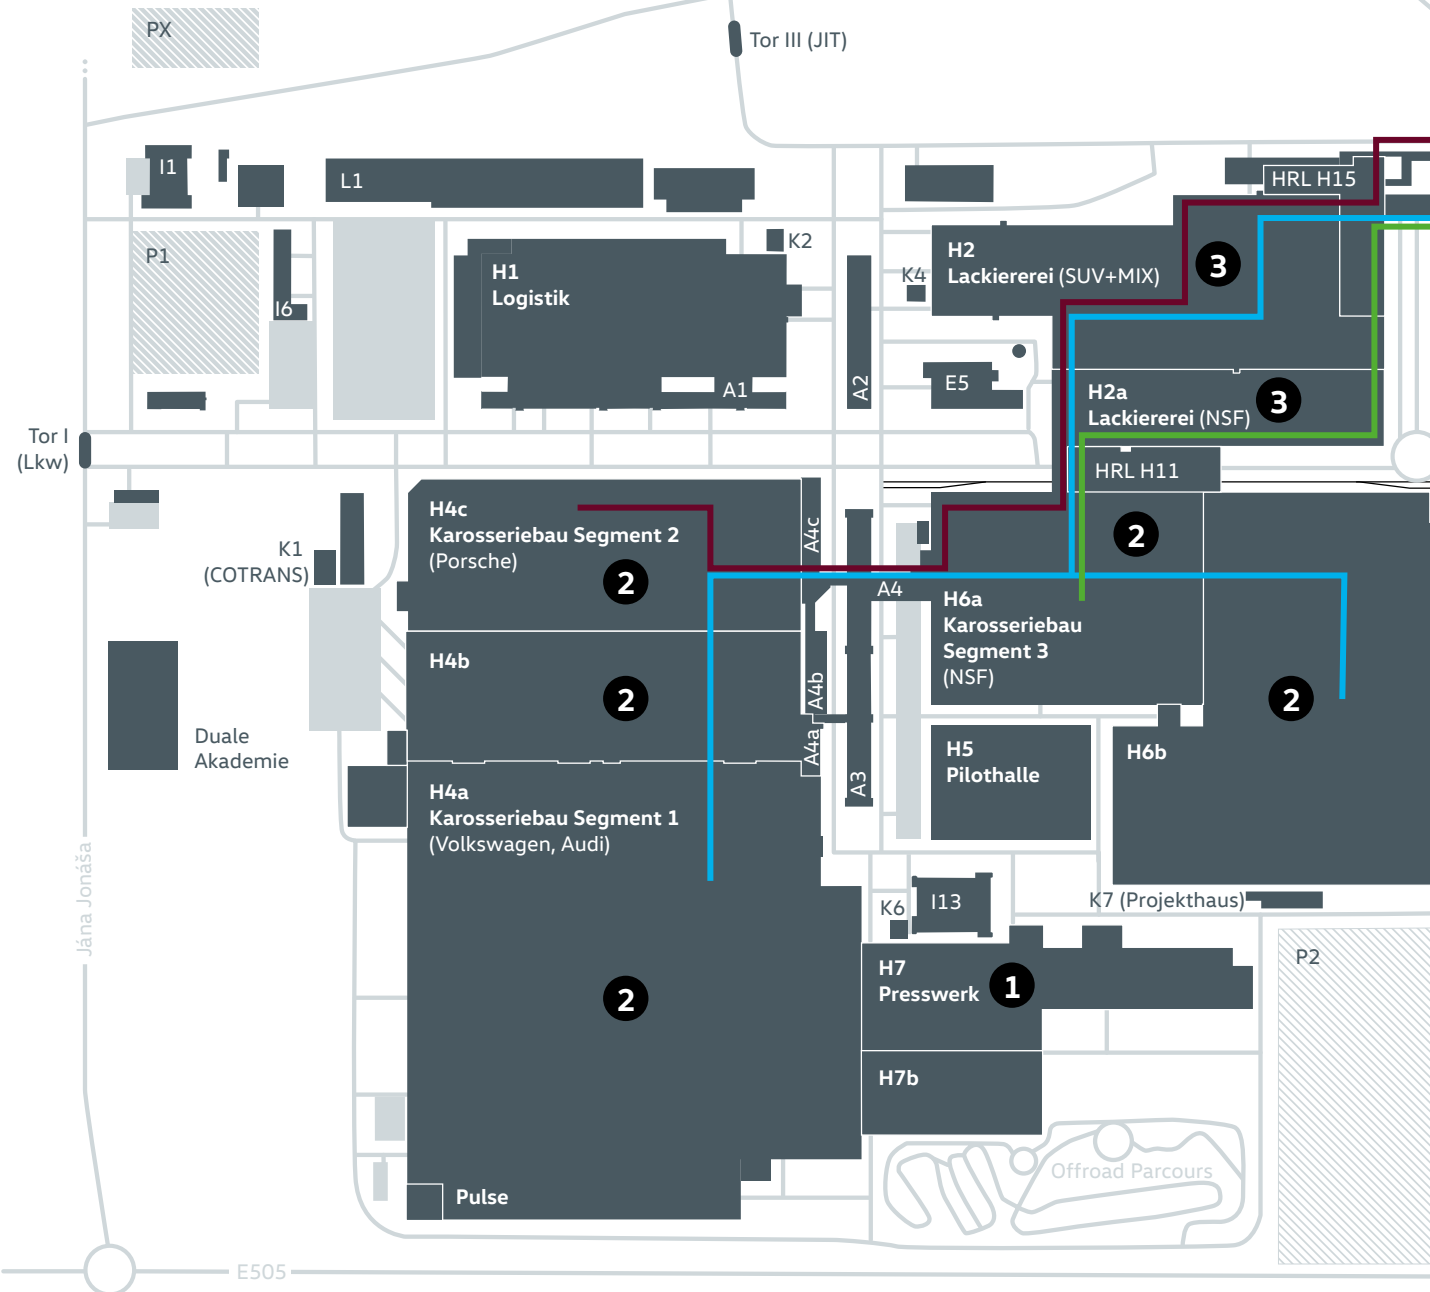 PX
Tor III (JIT)
I1
L1
HRL H15
P1
K2
H1
Logistik
I6
H2
Lackiererei (SUV+MIX)
3
K4
A1
A2
E5
H2a
Lackiererei (NSF)
3
Tor I
(Lkw)
HRL H11
H4c
Karosseriebau Segment 2
(Porsche)
2
A4c
2
K1
(COTRANS)
A4
H6a
Karosseriebau
Segment 3
(NSF)
H4b
2
A4b
2
Duale
Akademie
A4a
A3
H5
Pilothalle
H6b
H4a
Karosseriebau Segment 1
(Volkswagen, Audi)
Jána Jonáša
K6
I13
K7 (Projekthaus)
2
H7
Presswerk
1
P2
H7b
Offroad Parcours
Pulse
E505